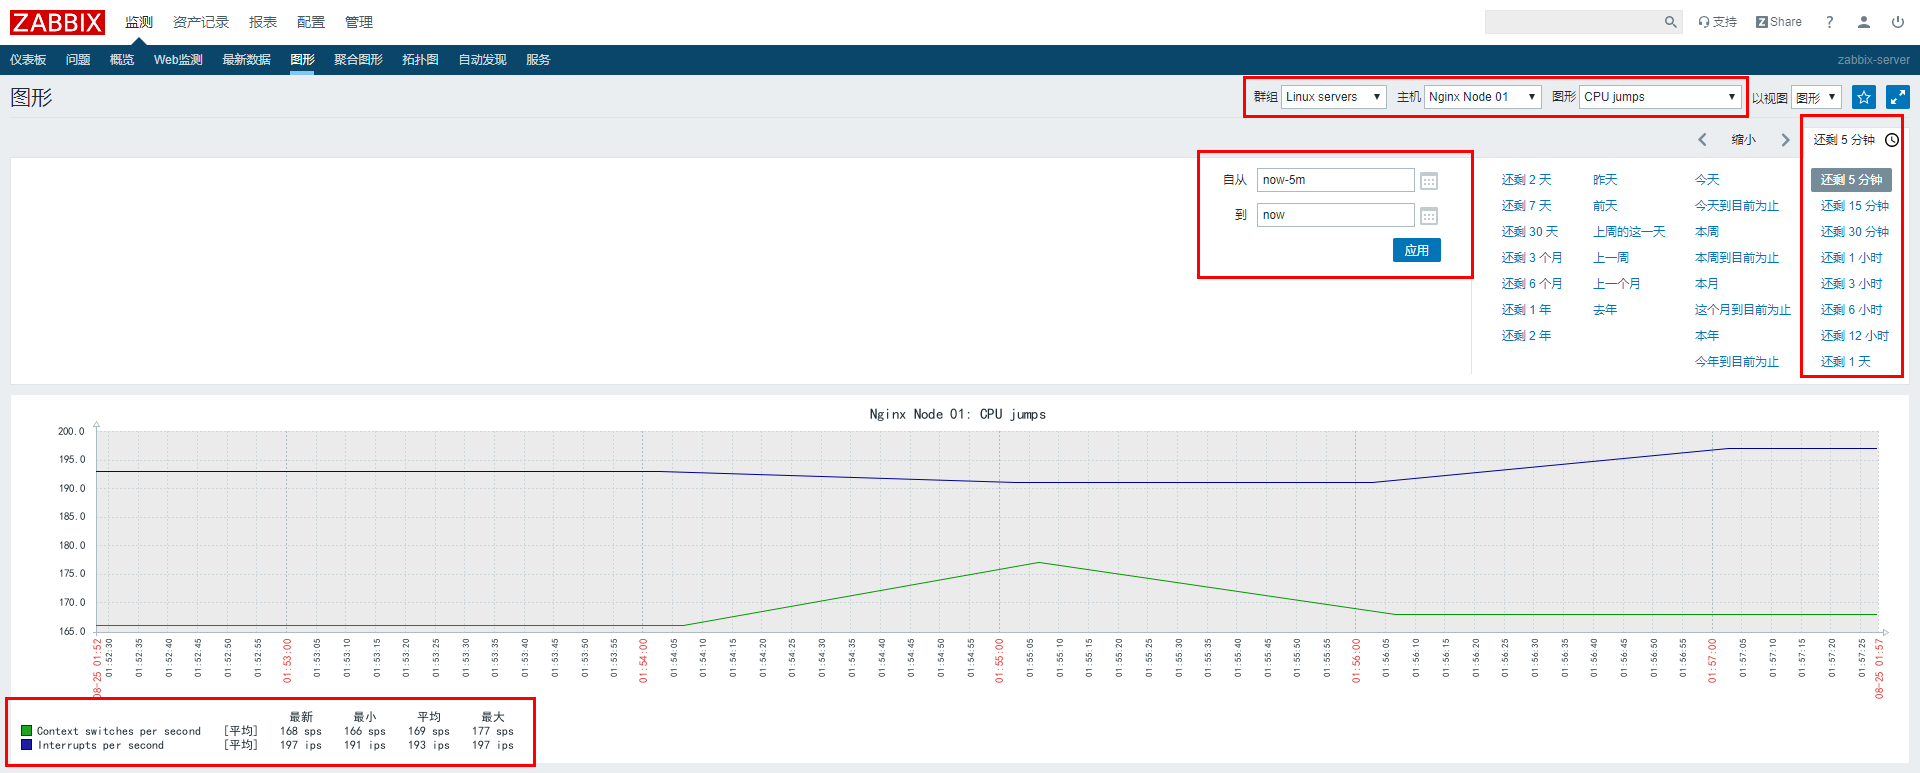 ZABBIX 监测 资产记录 报表 配置 管理 支持 Z Share ?
仪表板 问题 概览 Web监测 最新数据 图形 聚合图形 拓扑图 自动发现 服务 zabbix-server
图形 群组 Linux servers 主机 Nginx Node 01 图形 CPU jumps 以视图 图形
缩小 还剩 5 分钟
自从 now-5m 还剩 2 天 昨天 今天 还剩 5 分钟
还剩 7 天 前天 今天到目前为止 还剩 15 分钟
到 now 还剩 30 天 上周的这一天 本周 还剩 30 分钟
应用 还剩 3 个月 上一周 本周到目前为止 还剩 1 小时
还剩 6 个月 上一个月 本月 还剩 3 小时
还剩 1 年 去年 这个月到目前为止 还剩 6 小时
还剩 2 年 本年 还剩 12 小时
今年到目前为止 还剩 1 天
Nginx Node 01: CPU jumps
200.0
195.0
190.0
185.0
180.0
175.0
170.0
165.0
08-25 01:52 01:52:30 01:52:35 01:52:40 01:52:45 01:52:50 01:52:55 01:53:00 01:53:05 01:53:10 01:53:15 01:53:20 01:53:25 01:53:30 01:53:35 01:53:40 01:53:45 01:53:50 01:53:55 01:54:00 01:54:05 01:54:10 01:54:15 01:54:20 01:54:25 01:54:30 01:54:35 01:54:40 01:54:45 01:54:50 01:54:55 01:55:00 01:55:05 01:55:10 01:55:15 01:55:20 01:55:25 01:55:30 01:55:35 01:55:40 01:55:45 01:55:50 01:55:55 01:56:00 01:56:05 01:56:10 01:56:15 01:56:20 01:56:25 01:56:30 01:56:35 01:56:40 01:56:45 01:56:50 01:56:55 01:57:00 01:57:05 01:57:10 01:57:15 01:57:20 01:57:25 08-25 01:57
最新 最小 平均 最大
Context switches per second [平均] 168 sps 166 sps 169 sps 177 sps
Interrupts per second [平均] 197 ips 191 ips 193 ips 197 ips